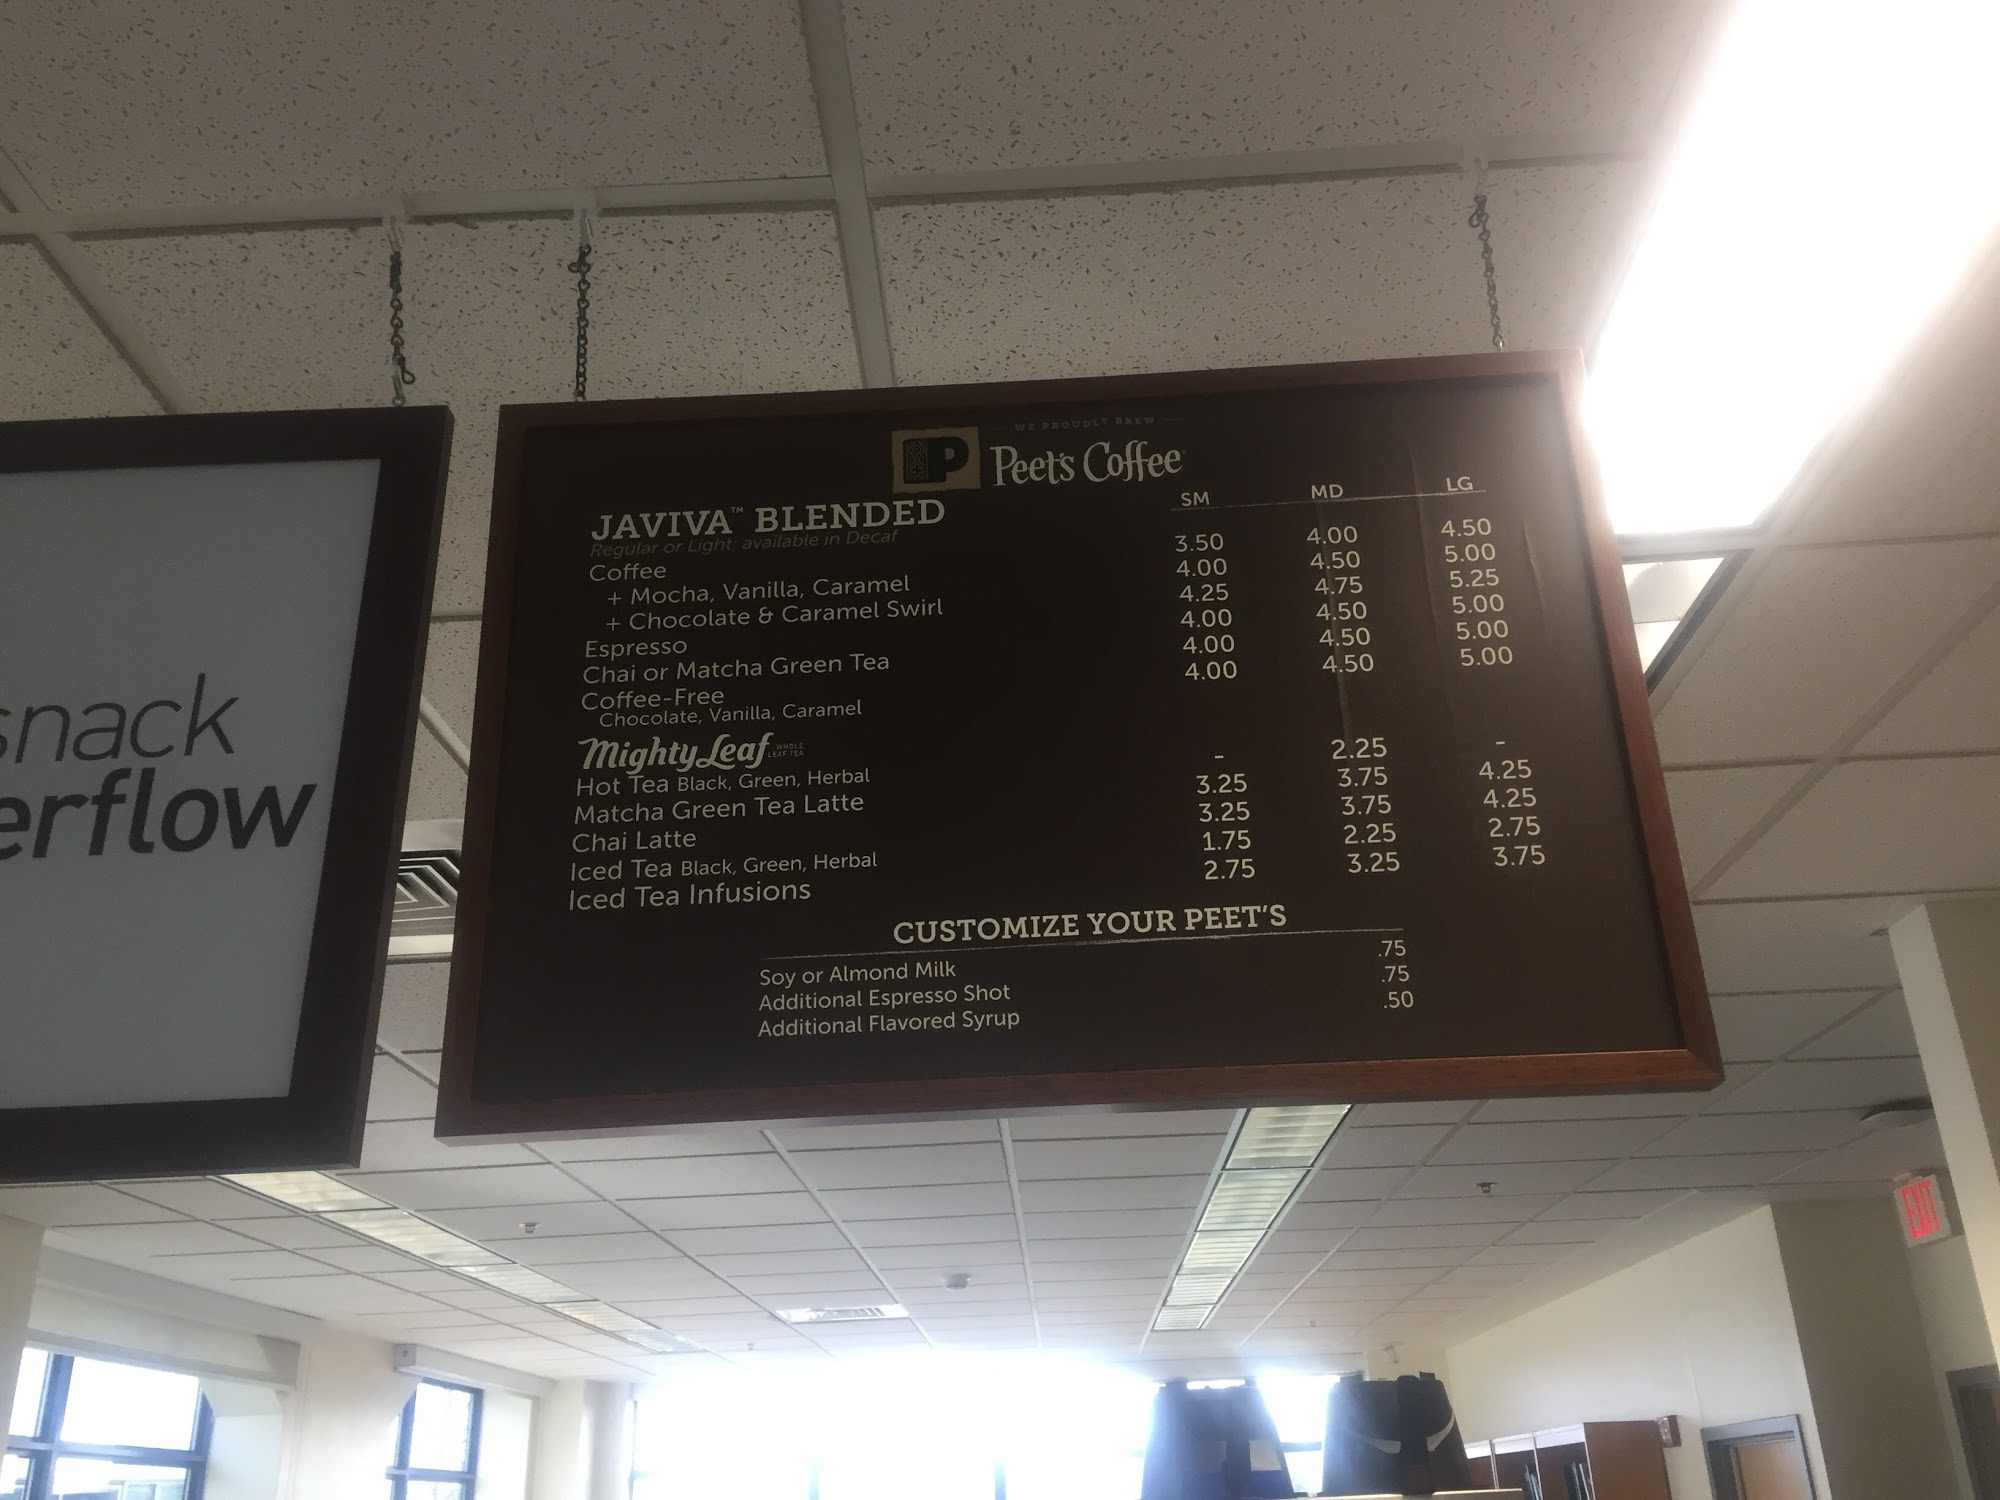 snack
erflow
WE PROUDLY BREW
P Peet's Coffee
SM MD LG
JAVIVA™ BLENDED
Regular or Light; available in Decaf
Coffee 3.50 4.00 4.50
+ Mocha, Vanilla, Caramel 4.00 4.50 5.00
+ Chocolate & Caramel Swirl 4.25 4.75 5.25
Espresso 4.00 4.50 5.00
Chai or Matcha Green Tea 4.00 4.50 5.00
Coffee-Free 4.00 4.50 5.00
Chocolate, Vanilla, Caramel
Mighty Leaf WHOLE LEAF TEA
Hot Tea Black, Green, Herbal - 2.25 -
Matcha Green Tea Latte 3.25 3.75 4.25
Chai Latte 3.25 3.75 4.25
Iced Tea Black, Green, Herbal 1.75 2.25 2.75
Iced Tea Infusions 2.75 3.25 3.75
CUSTOMIZE YOUR PEET'S
Soy or Almond Milk .75
Additional Espresso Shot .75
Additional Flavored Syrup .50
EXIT